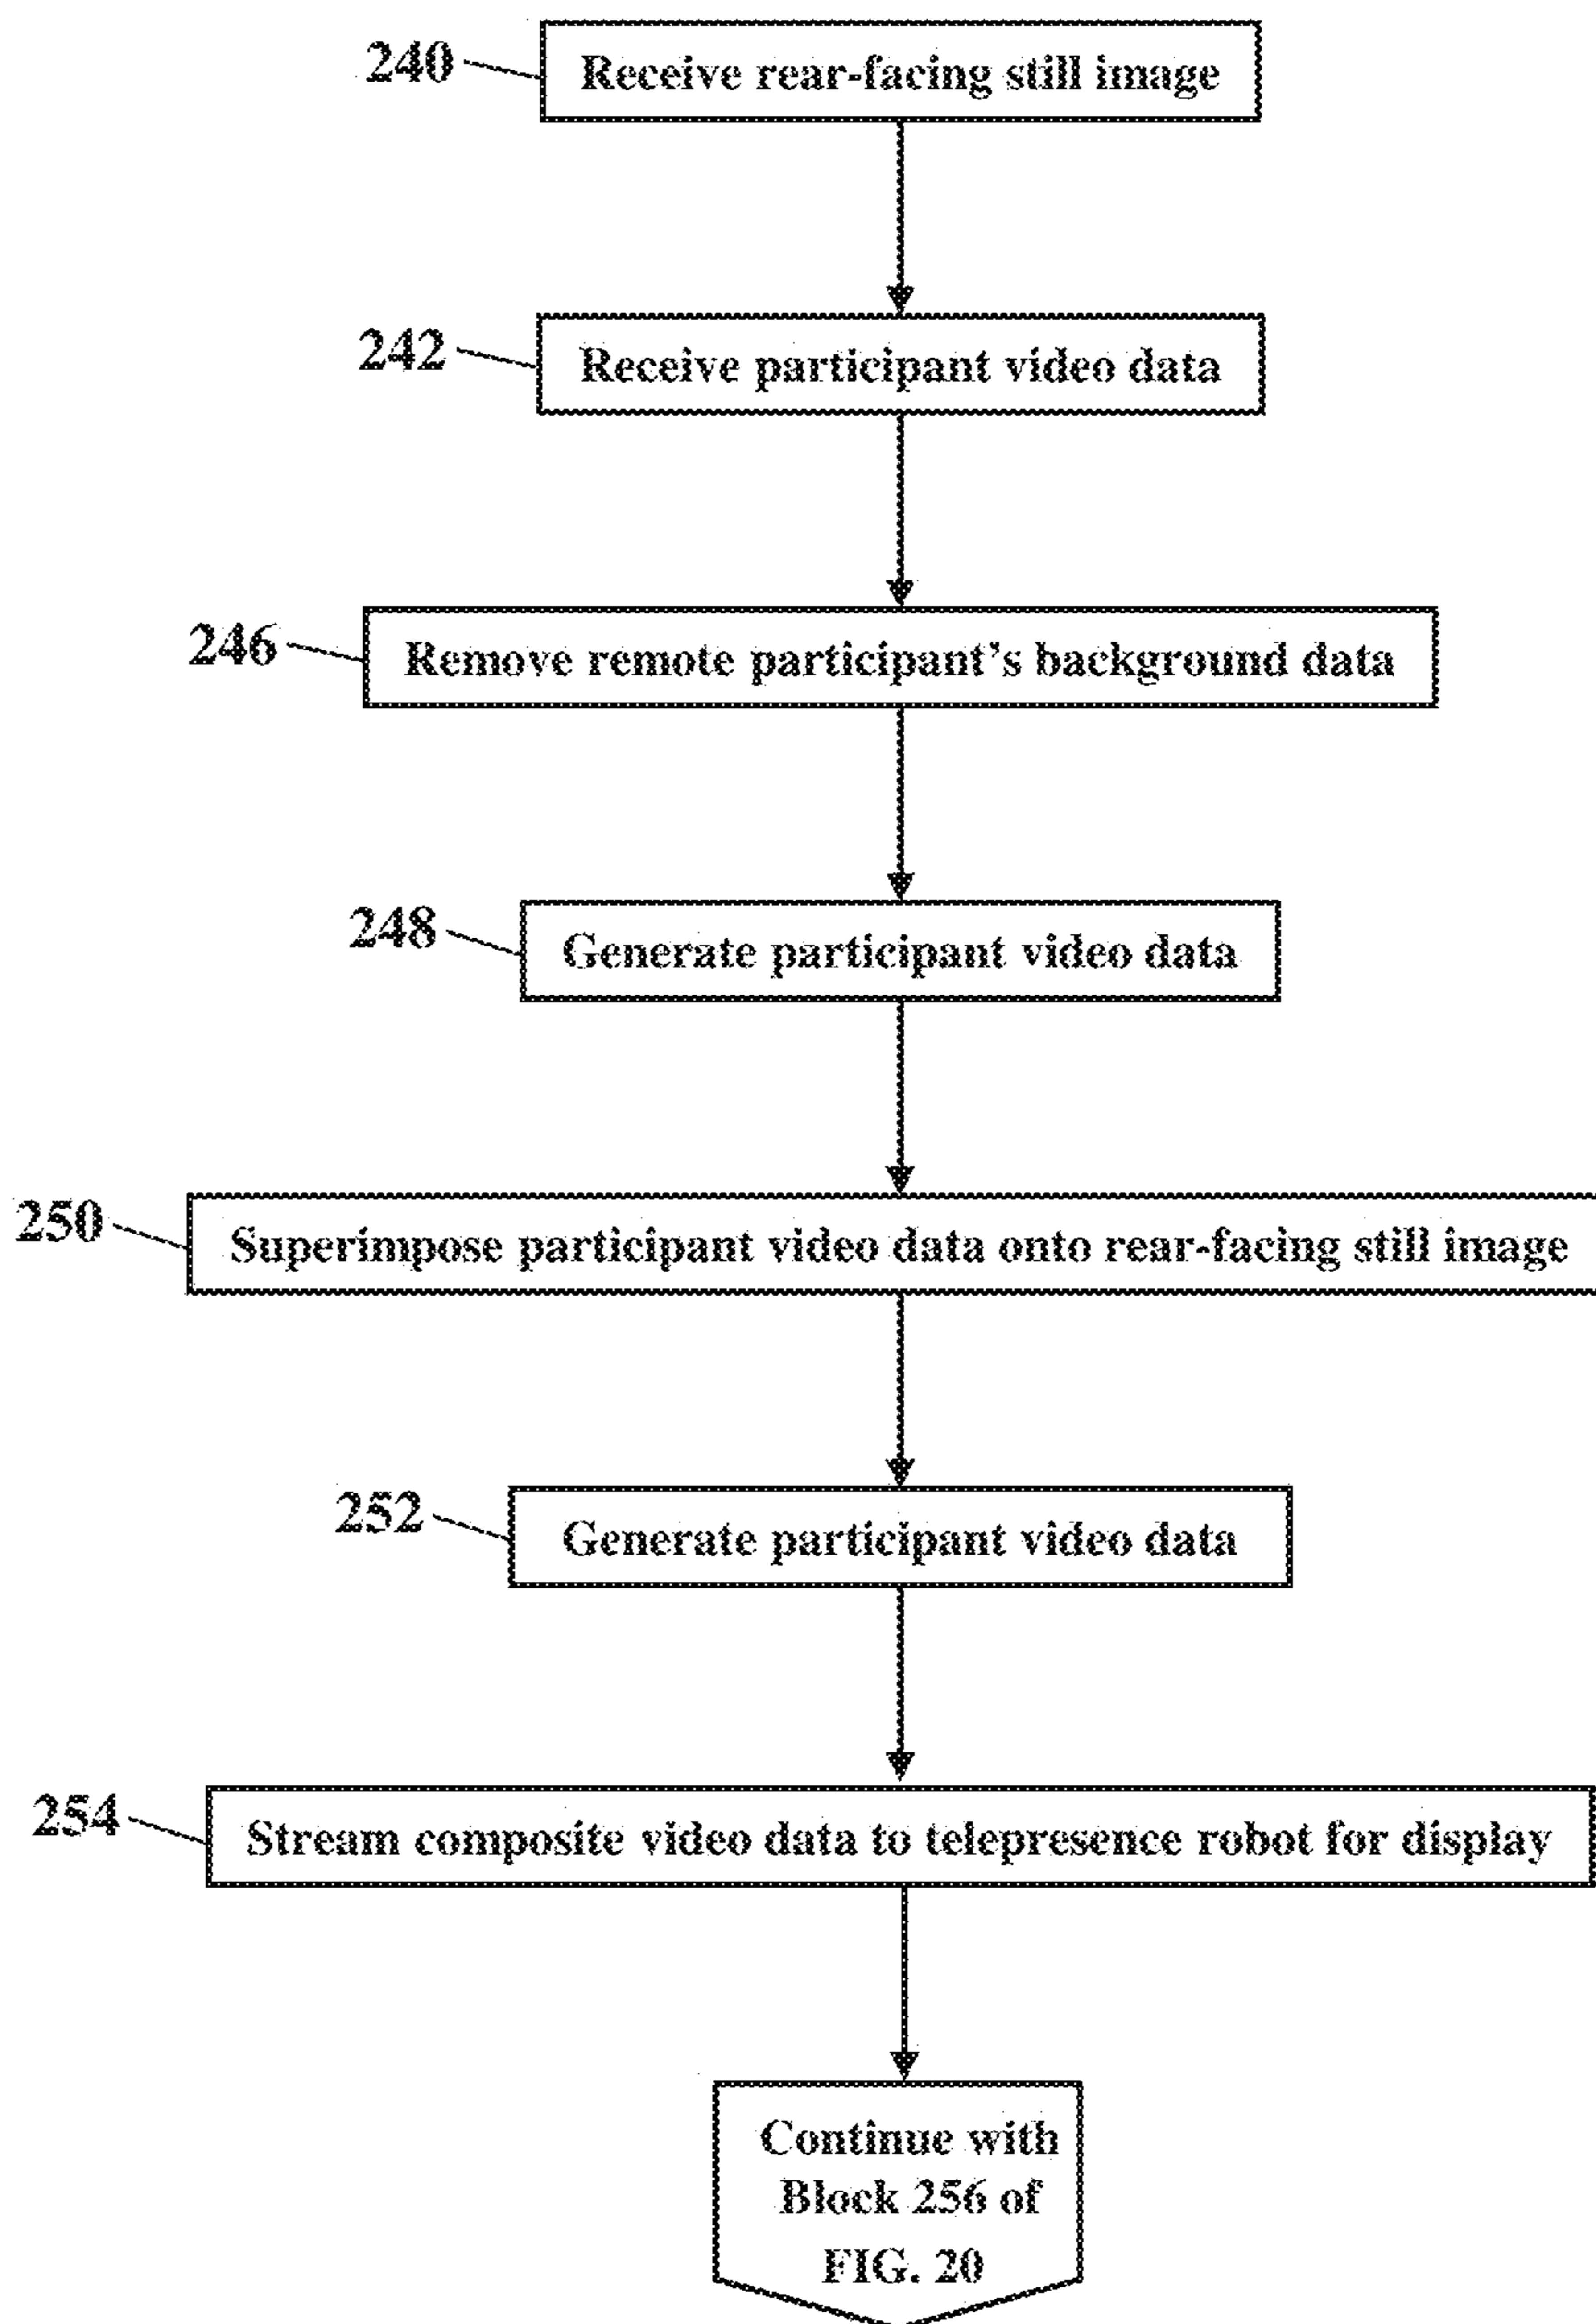 240
Receive rear-facing still image
242
Receive participant video data
246
Remove remote participant's background data
248
Generate participant video data
250
Superimpose participant video data onto rear-facing still image
252
Generate participant video data
254
Stream composite video data to telepresence robot for display
Continue with
Block 256 of
FIG. 20